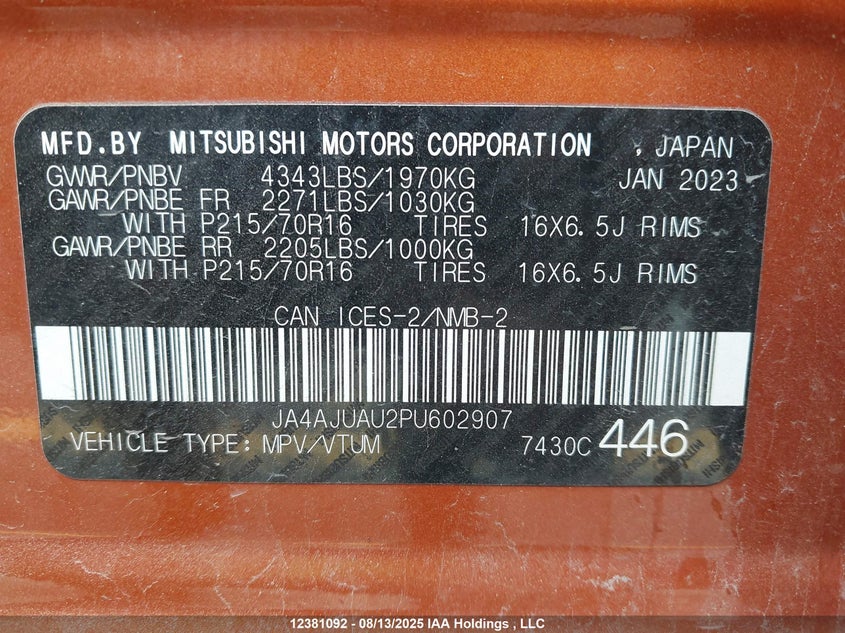 MFD.BY MITSUBISHI MOTORS CORPORATION , JAPAN
GVWR/PNBV 4343LBS/1970KG JAN 2023
GAWR/PNBE FR 2271LBS/1030KG
WITH P215/70R16 TIRES 16X6.5J RIMS
GAWR/PNBE RR 2205LBS/1000KG
WITH P215/70R16 TIRES 16X6.5J RIMS
CAN ICES-2/NMB-2
JA4AJUAU2PU602907
VEHICLE TYPE: MPV/VTUM 7430C 446
12381092 - 08/13/2025 IAA Holdings , LLC